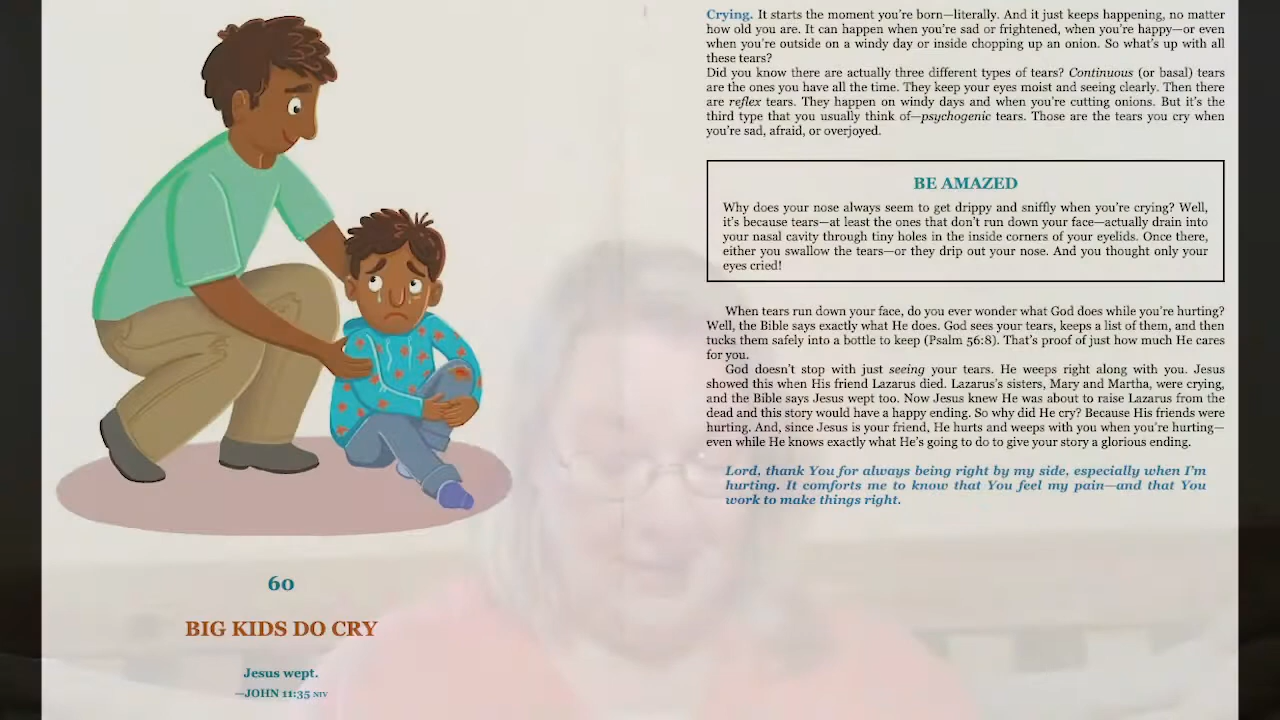 60
BIG KIDS DO CRY
Jesus wept.
—JOHN 11:35 NIV
Crying. It starts the moment you're born—literally. And it just keeps happening, no matter
how old you are. It can happen when you're sad or frightened, when you're happy—or even
when you're outside on a windy day or inside chopping up an onion. So what's up with all
these tears?
Did you know there are actually three different types of tears? Continuous (or basal) tears
are the ones you have all the time. They keep your eyes moist and seeing clearly. Then there
are reflex tears. They happen on windy days and when you're cutting onions. But it's the
third type that you usually think of—psychogenic tears. Those are the tears you cry when
you're sad, afraid, or overjoyed.
BE AMAZED
Why does your nose always seem to get drippy and sniffly when you're crying? Well,
it's because tears—at least the ones that don't run down your face—actually drain into
your nasal cavity through tiny holes in the inside corners of your eyelids. Once there,
either you swallow the tears—or they drip out your nose. And you thought only your
eyes cried!
When tears run down your face, do you ever wonder what God does while you're hurting?
Well, the Bible says exactly what He does. God sees your tears, keeps a list of them, and then
tucks them safely into a bottle to keep (Psalm 56:8). That's proof of just how much He cares
for you.
God doesn't stop with just seeing your tears. He weeps right along with you. Jesus
showed this when His friend Lazarus died. Lazarus's sisters, Mary and Martha, were crying,
and the Bible says Jesus wept too. Now Jesus knew He was about to raise Lazarus from the
dead and this story would have a happy ending. So why did He cry? Because His friends were
hurting. And, since Jesus is your friend, He hurts and weeps with you when you're hurting—
even while He knows exactly what He's going to do to give your story a glorious ending.
Lord, thank You for always being right by my side, especially when I'm
hurting. It comforts me to know that You feel my pain—and that You
work to make things right.